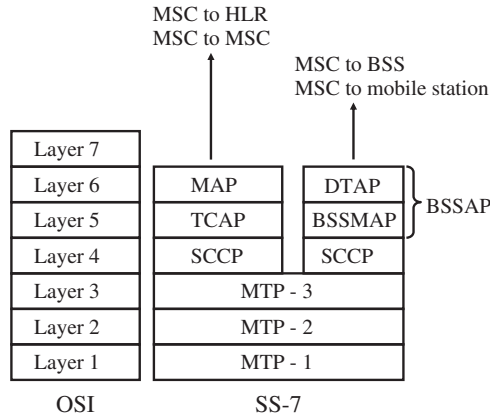 MSC to HLR
MSC to MSC
MSC to BSS
MSC to mobile station
Layer 7
Layer 6
MAP
DTAP
Layer 5
TCAP
BSSMAP
BSSAP
Layer 4
SCCP
SCCP
Layer 3
MTP - 3
Layer 2
MTP - 2
Layer 1
MTP - 1
OSI
SS-7